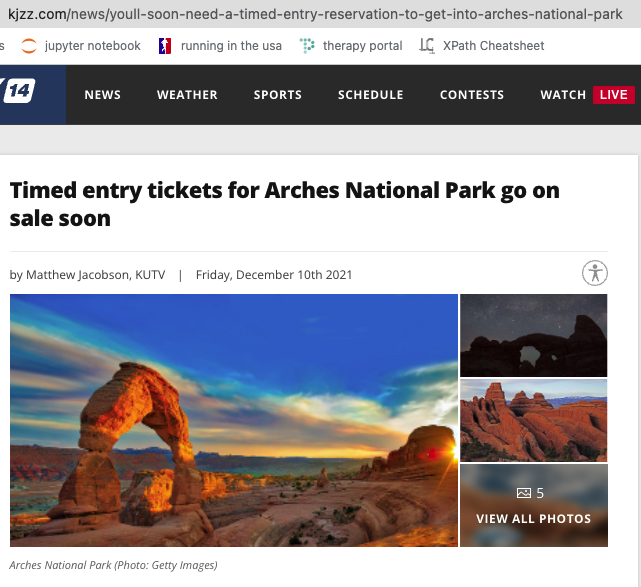 kjzz.com/news/youll-soon-need-a-timed-entry-reservation-to-get-into-arches-national-park
s jupyter notebook running in the usa therapy portal XPath Cheatsheet
14 NEWS WEATHER SPORTS SCHEDULE CONTESTS WATCH LIVE
Timed entry tickets for Arches National Park go on
sale soon
by Matthew Jacobson, KUTV | Friday, December 10th 2021
5
VIEW ALL PHOTOS
Arches National Park (Photo: Getty Images)